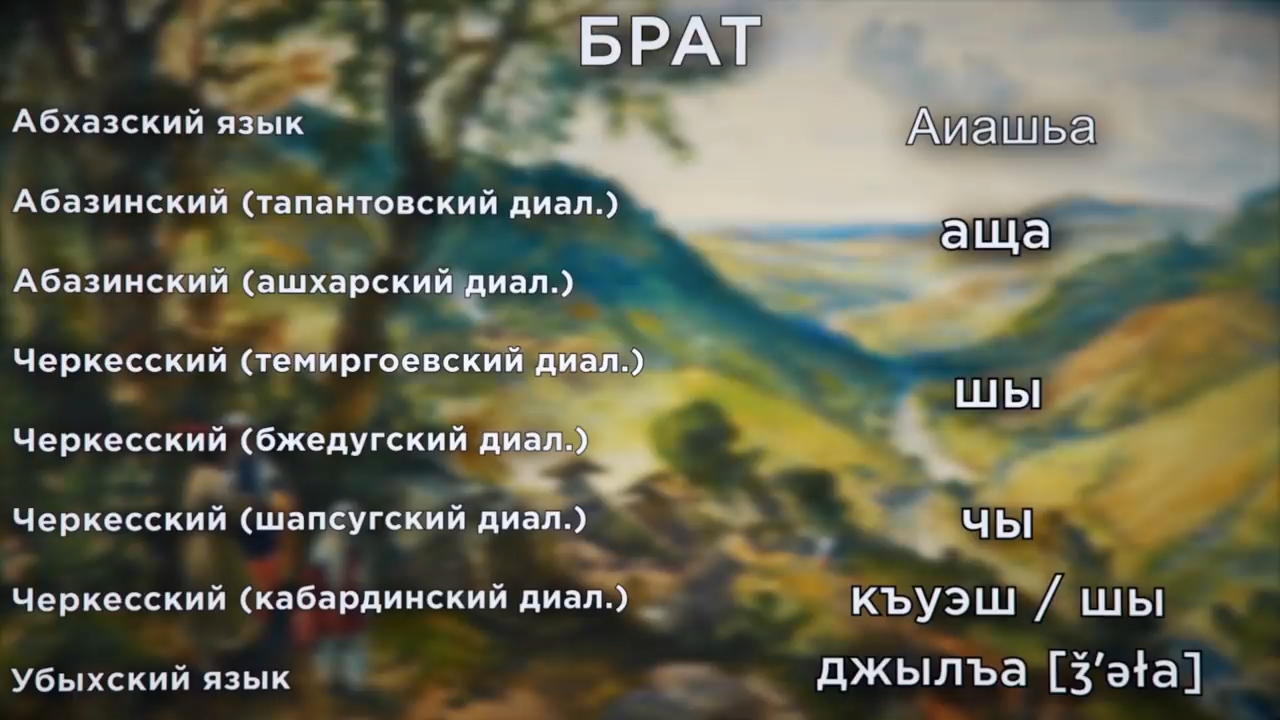 БРАТ
Абхазский язык
Аиашьа
Абазинский (тапантовский диал.)
аща
Абазинский (ашхарский диал.)
Черкесский (темиргоевский диал.)
шы
Черкесский (бжедугский диал.)
Черкесский (шапсугский диал.)
чы
Черкесский (кабардинский диал.)
къуэш / шы
Убыхский язык
джылъа [ǯʼəɫa]